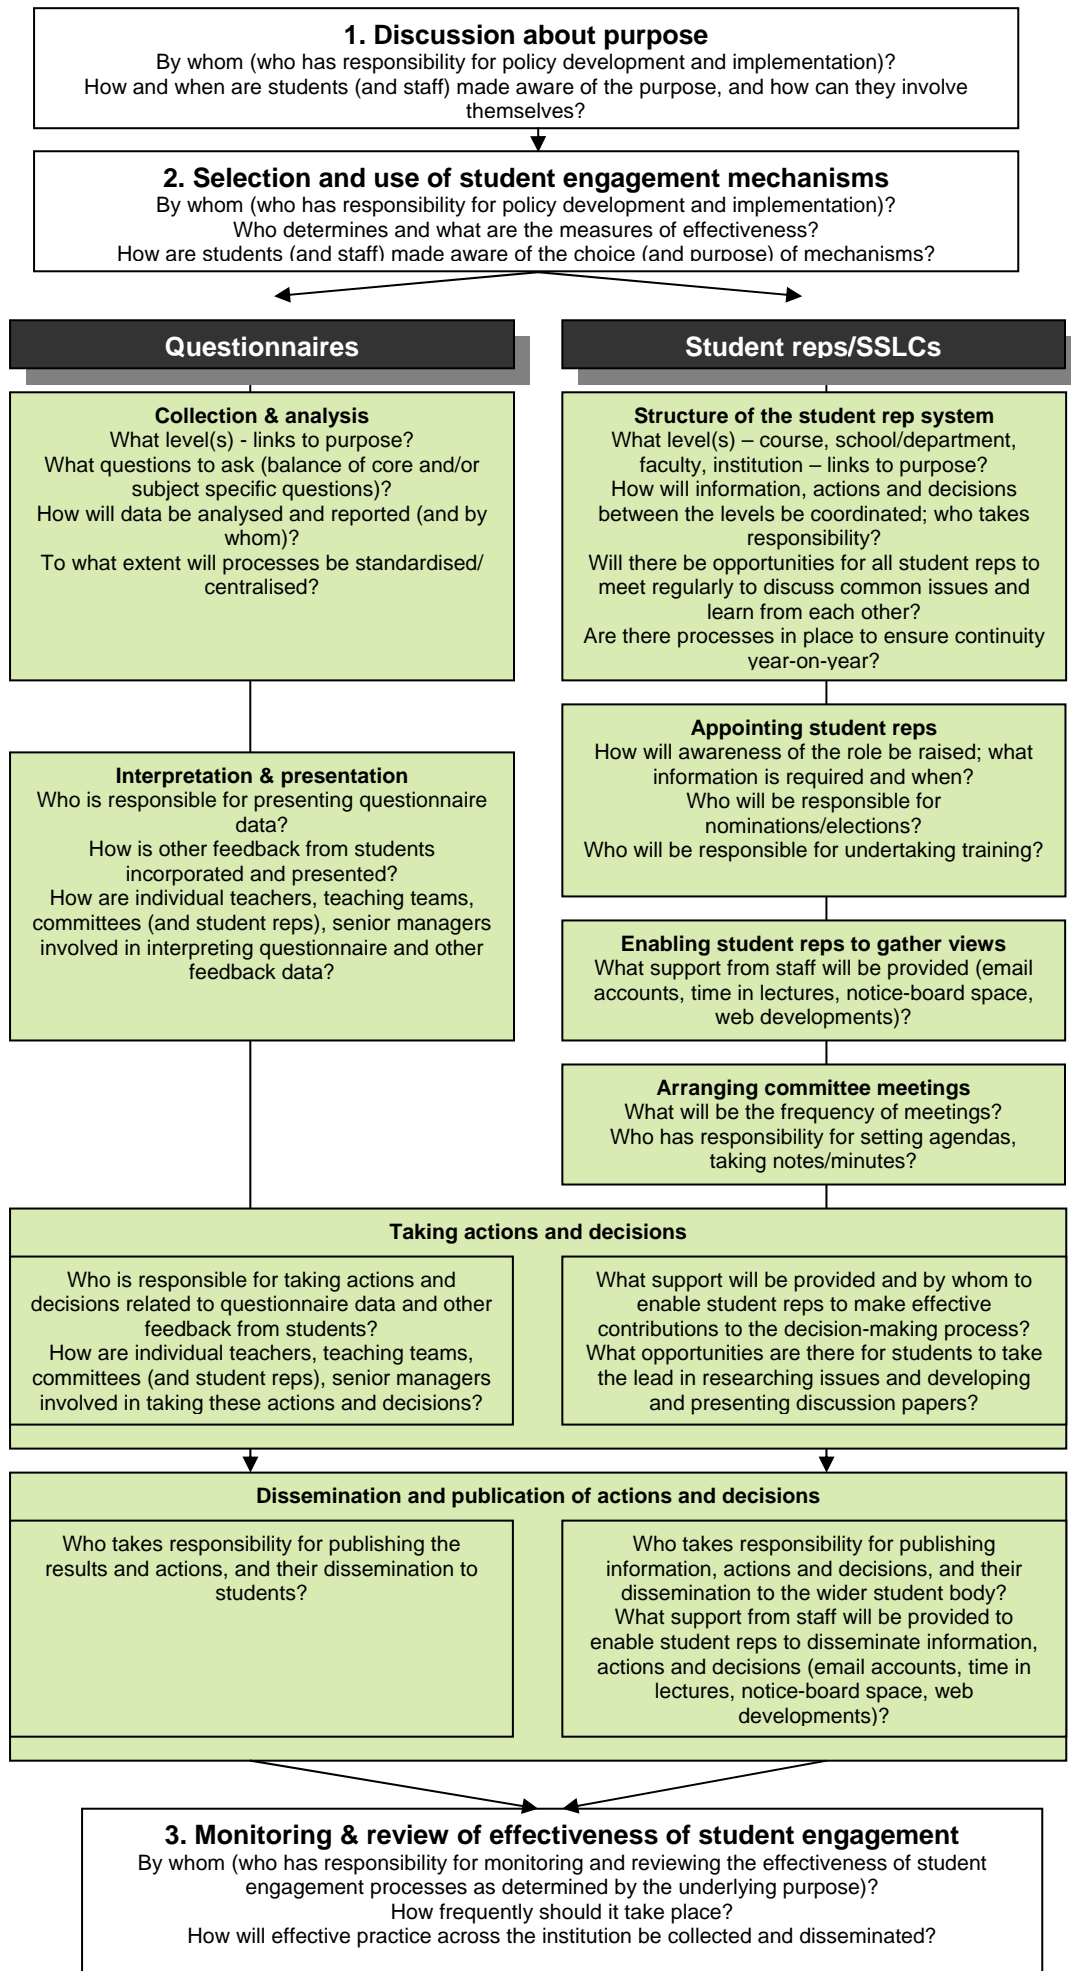 1. Discussion about purpose
By whom (who has responsibility for policy development and implementation)?
How and when are students (and staff) made aware of the purpose, and how can they involve
themselves?
2. Selection and use of student engagement mechanisms
By whom (who has responsibility for policy development and implementation)?
Who determines and what are the measures of effectiveness?
How are students (and staff) made aware of the choice (and purpose) of mechanisms?
Questionnaires
Collection & analysis
What level(s) - links to purpose?
What questions to ask (balance of core and/or
subject specific questions)?
How will data be analysed and reported (and by
whom)?
To what extent will processes be standardised/
centralised?
Interpretation & presentation
Who is responsible for presenting questionnaire
data?
How is other feedback from students
incorporated and presented?
How are individual teachers, teaching teams,
committees (and student reps), senior managers
involved in interpreting questionnaire and other
feedback data?
Student reps/SSLCs
Structure of the student rep system
What level(s) – course, school/department,
faculty, institution – links to purpose?
How will information, actions and decisions
between the levels be coordinated; who takes
responsibility?
Will there be opportunities for all student reps to
meet regularly to discuss common issues and
learn from each other?
Are there processes in place to ensure continuity
year-on-year?
Appointing student reps
How will awareness of the role be raised; what
information is required and when?
Who will be responsible for
nominations/elections?
Who will be responsible for undertaking training?
Enabling student reps to gather views
What support from staff will be provided (email
accounts, time in lectures, notice-board space,
web developments)?
Arranging committee meetings
What will be the frequency of meetings?
Who has responsibility for setting agendas,
taking notes/minutes?
Taking actions and decisions
Who is responsible for taking actions and
decisions related to questionnaire data and other
feedback from students?
How are individual teachers, teaching teams,
committees (and student reps), senior managers
involved in taking these actions and decisions?
What support will be provided and by whom to
enable student reps to make effective
contributions to the decision-making process?
What opportunities are there for students to take
the lead in researching issues and developing
and presenting discussion papers?
Dissemination and publication of actions and decisions
Who takes responsibility for publishing the
results and actions, and their dissemination to
students?
Who takes responsibility for publishing
information, actions and decisions, and their
dissemination to the wider student body?
What support from staff will be provided to
enable student reps to disseminate information,
actions and decisions (email accounts, time in
lectures, notice-board space, web
developments)?
3. Monitoring & review of effectiveness of student engagement
By whom (who has responsibility for monitoring and reviewing the effectiveness of student
engagement processes as determined by the underlying purpose)?
How frequently should it take place?
How will effective practice across the institution be collected and disseminated?